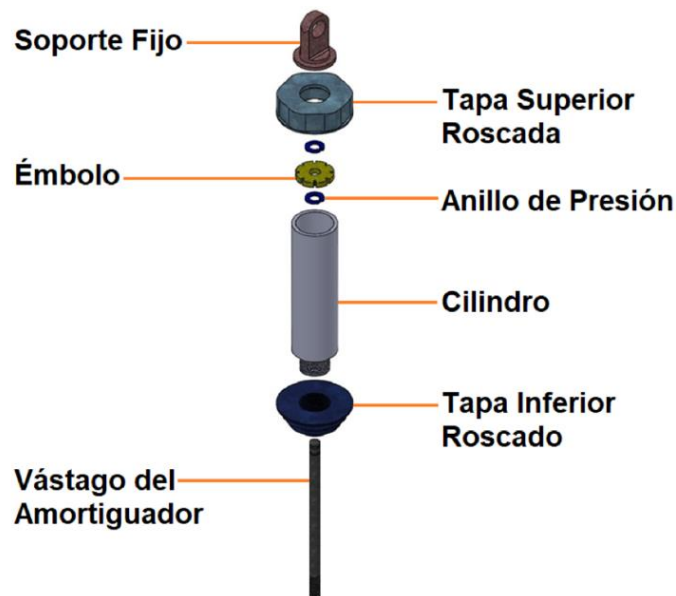 Soporte Fijo
Tapa Superior
Roscada
Émbolo
Anillo de Presión
Cilindro
Tapa Inferior
Roscado
Vástago del
Amortiguador